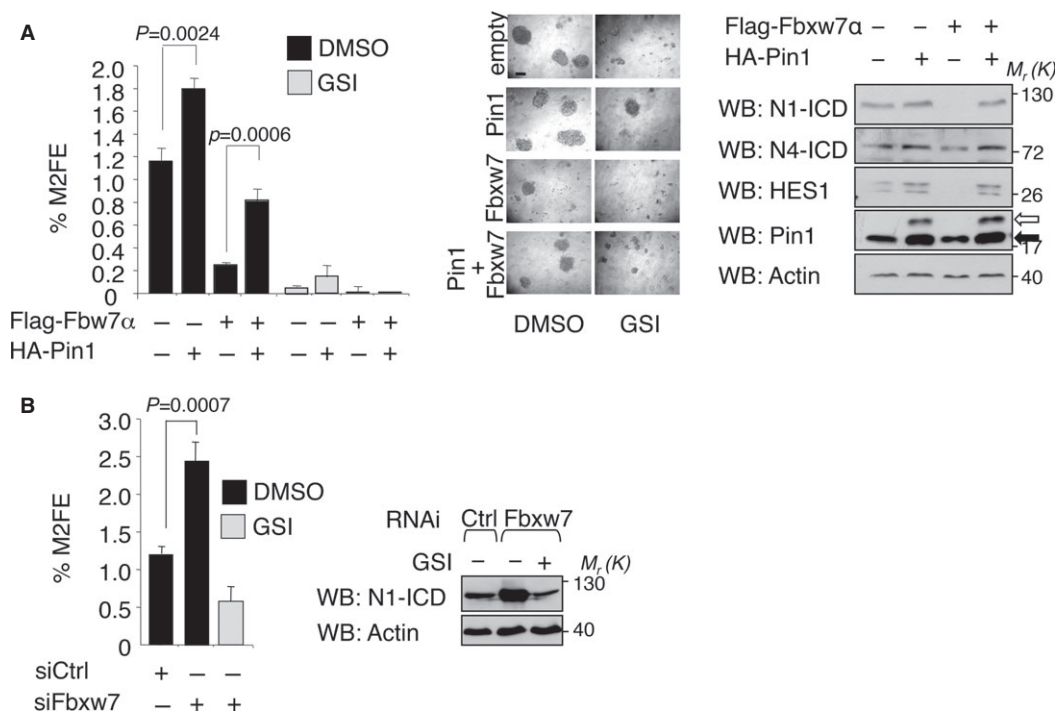 A
P=0.0024
DMSO
GSI
p=0.0006
% M2FE
2.0
1.8
1.6
1.4
1.2
1.0
0.8
0.6
0.4
0.2
0
Flag-Fbw7α – – + + – – + +
HA-Pin1 – + – + – + – +
empty
Pin1
Fbxw7
Pin1 + Fbxw7
DMSO GSI
Flag-Fbxw7α – – + +
HA-Pin1 – + – +
Mr (K)
WB: N1-ICD 130
WB: N4-ICD 72
WB: HES1 26
WB: Pin1 17
WB: Actin 40
B
P=0.0007
% M2FE
3.0
2.5
2.0
1.5
1.0
0.5
0
DMSO
GSI
siCtrl + – –
siFbxw7 – + +
RNAi Ctrl Fbxw7
GSI – – + Mr (K)
WB: N1-ICD 130
WB: Actin 40